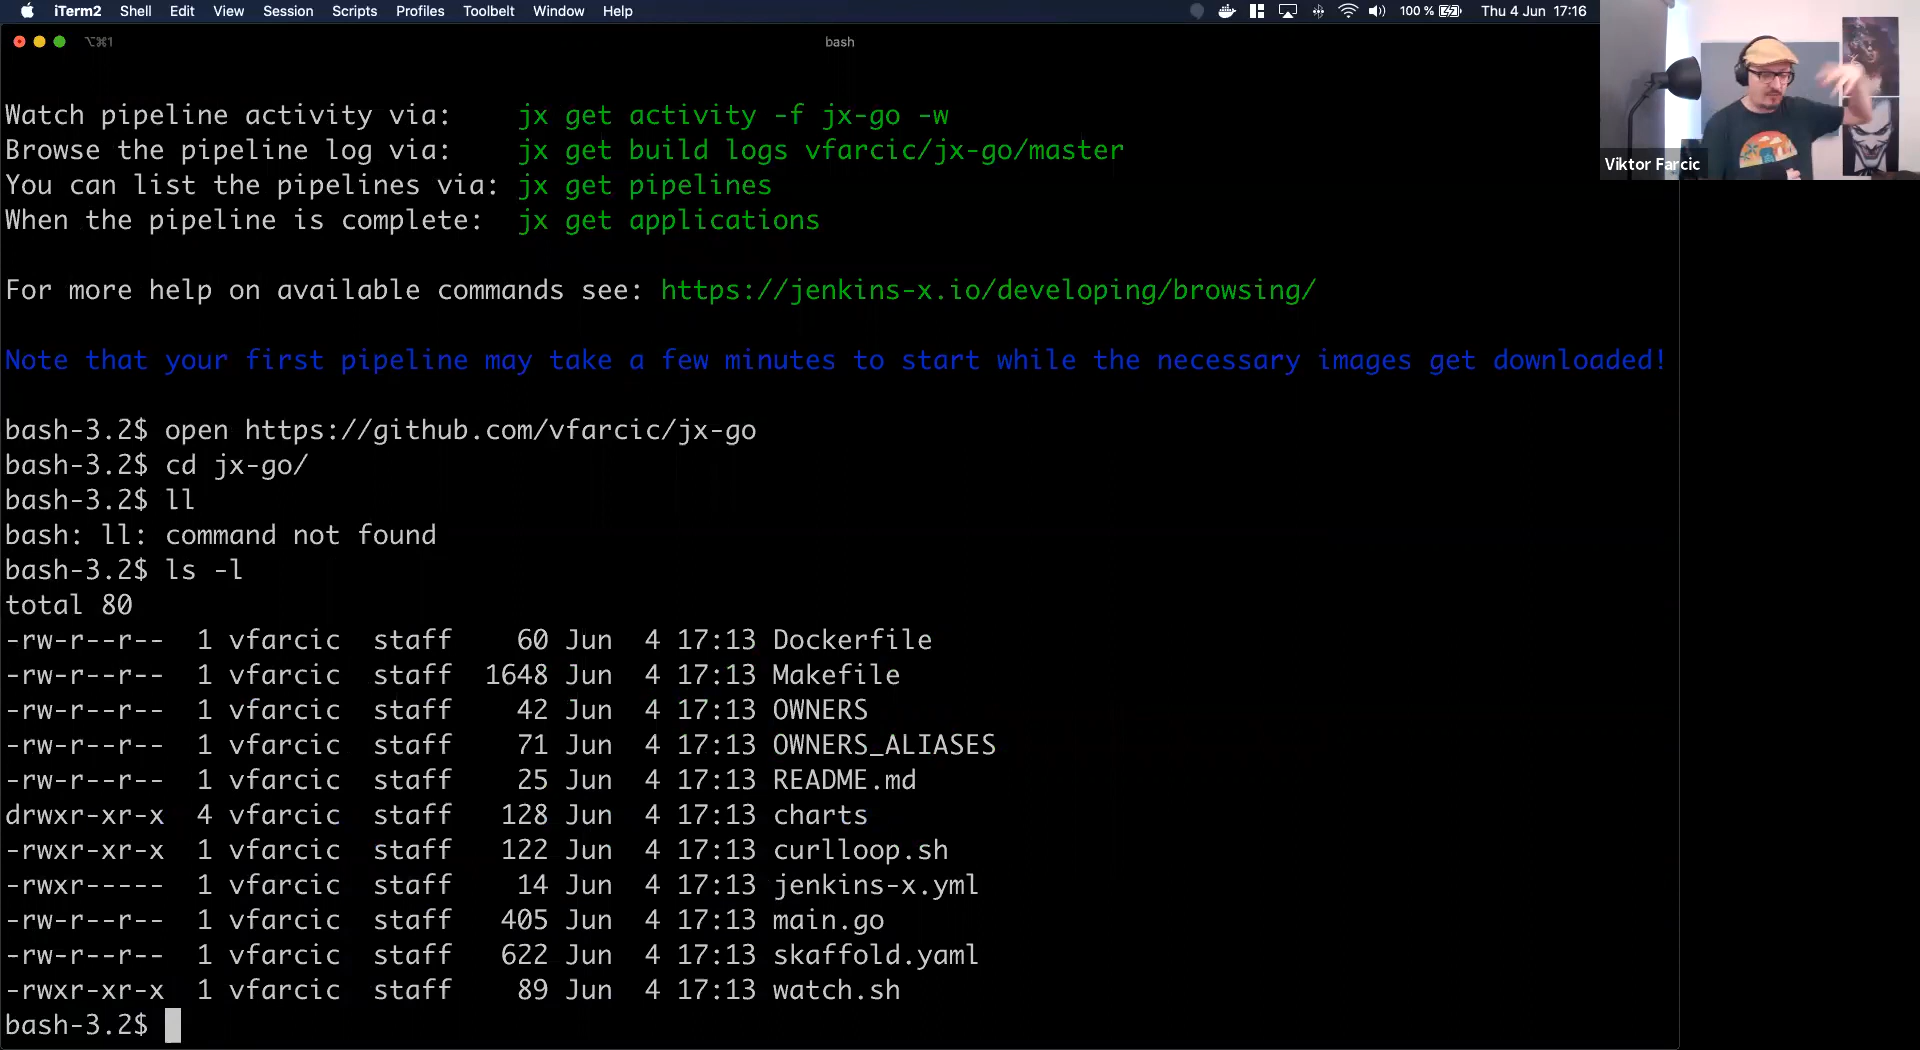 iTerm2 Shell Edit View Session Scripts Profiles Toolbelt Window Help 100 % Thu 4 Jun 17:16
⌥⌘1 bash
Watch pipeline activity via:    jx get activity -f jx-go -w
Browse the pipeline log via:    jx get build logs vfarcic/jx-go/master
You can list the pipelines via: jx get pipelines
When the pipeline is complete:  jx get applications
For more help on available commands see: https://jenkins-x.io/developing/browsing/
Note that your first pipeline may take a few minutes to start while the necessary images get downloaded!
bash-3.2$ open https://github.com/vfarcic/jx-go
bash-3.2$ cd jx-go/
bash-3.2$ ll
bash: ll: command not found
bash-3.2$ ls -l
total 80
-rw-r--r--  1 vfarcic  staff    60 Jun  4 17:13 Dockerfile
-rw-r--r--  1 vfarcic  staff  1648 Jun  4 17:13 Makefile
-rw-r--r--  1 vfarcic  staff    42 Jun  4 17:13 OWNERS
-rw-r--r--  1 vfarcic  staff    71 Jun  4 17:13 OWNERS_ALIASES
-rw-r--r--  1 vfarcic  staff    25 Jun  4 17:13 README.md
drwxr-xr-x  4 vfarcic  staff   128 Jun  4 17:13 charts
-rwxr-xr-x  1 vfarcic  staff   122 Jun  4 17:13 curlloop.sh
-rwxr-----  1 vfarcic  staff    14 Jun  4 17:13 jenkins-x.yml
-rw-r--r--  1 vfarcic  staff   405 Jun  4 17:13 main.go
-rw-r--r--  1 vfarcic  staff   622 Jun  4 17:13 skaffold.yaml
-rwxr-xr-x  1 vfarcic  staff    89 Jun  4 17:13 watch.sh
bash-3.2$
Viktor Farcic